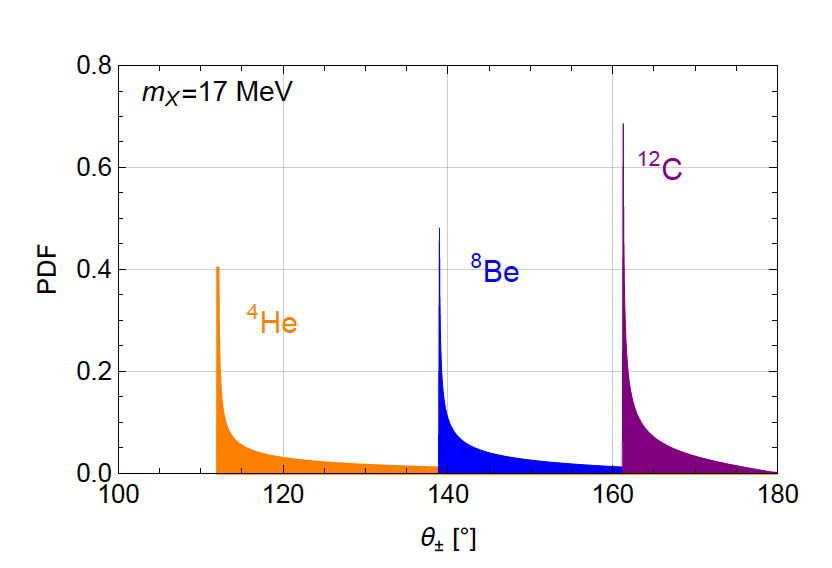 0.8
m_X=17 MeV
0.6
¹²C
0.4
⁸Be
⁴He
0.2
0.0
PDF
100 120 140 160 180
θ± [°]